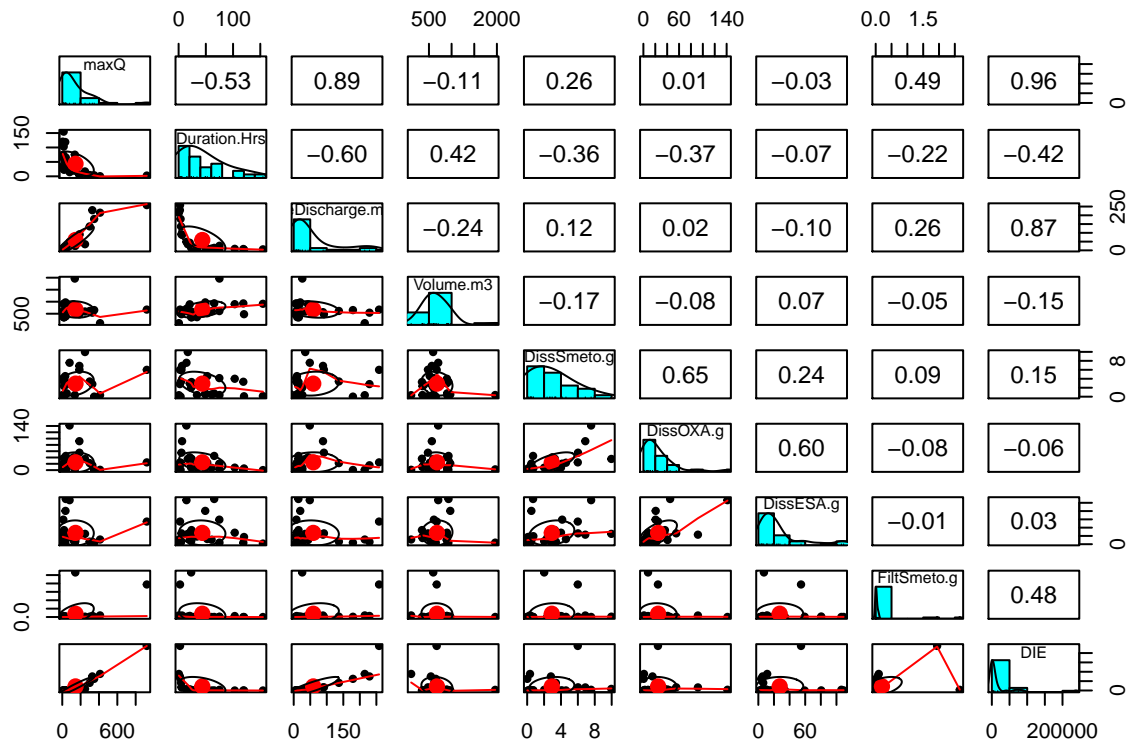 0 100 500 2000 0 60 140 0.0 1.5
maxQ −0.53 0.89 −0.11 0.26 0.01 −0.03 0.49 0.96 0
150 0 Duration.Hrs −0.60 0.42 −0.36 −0.37 −0.07 −0.22 −0.42
eDischarge.m −0.24 0.12 0.02 −0.10 0.26 0.87 0 250
500 Volume.m3 −0.17 −0.08 0.07 −0.05 −0.15
DissSmeto.g 0.65 0.24 0.09 0.15 0 8
140 0 DissOXA.g 0.60 −0.08 −0.06
DissESA.g −0.01 0.03 0
0.0 FiltSmeto.g 0.48
DIE 0
0 600 0 150 0 4 8 0 60 0 200000